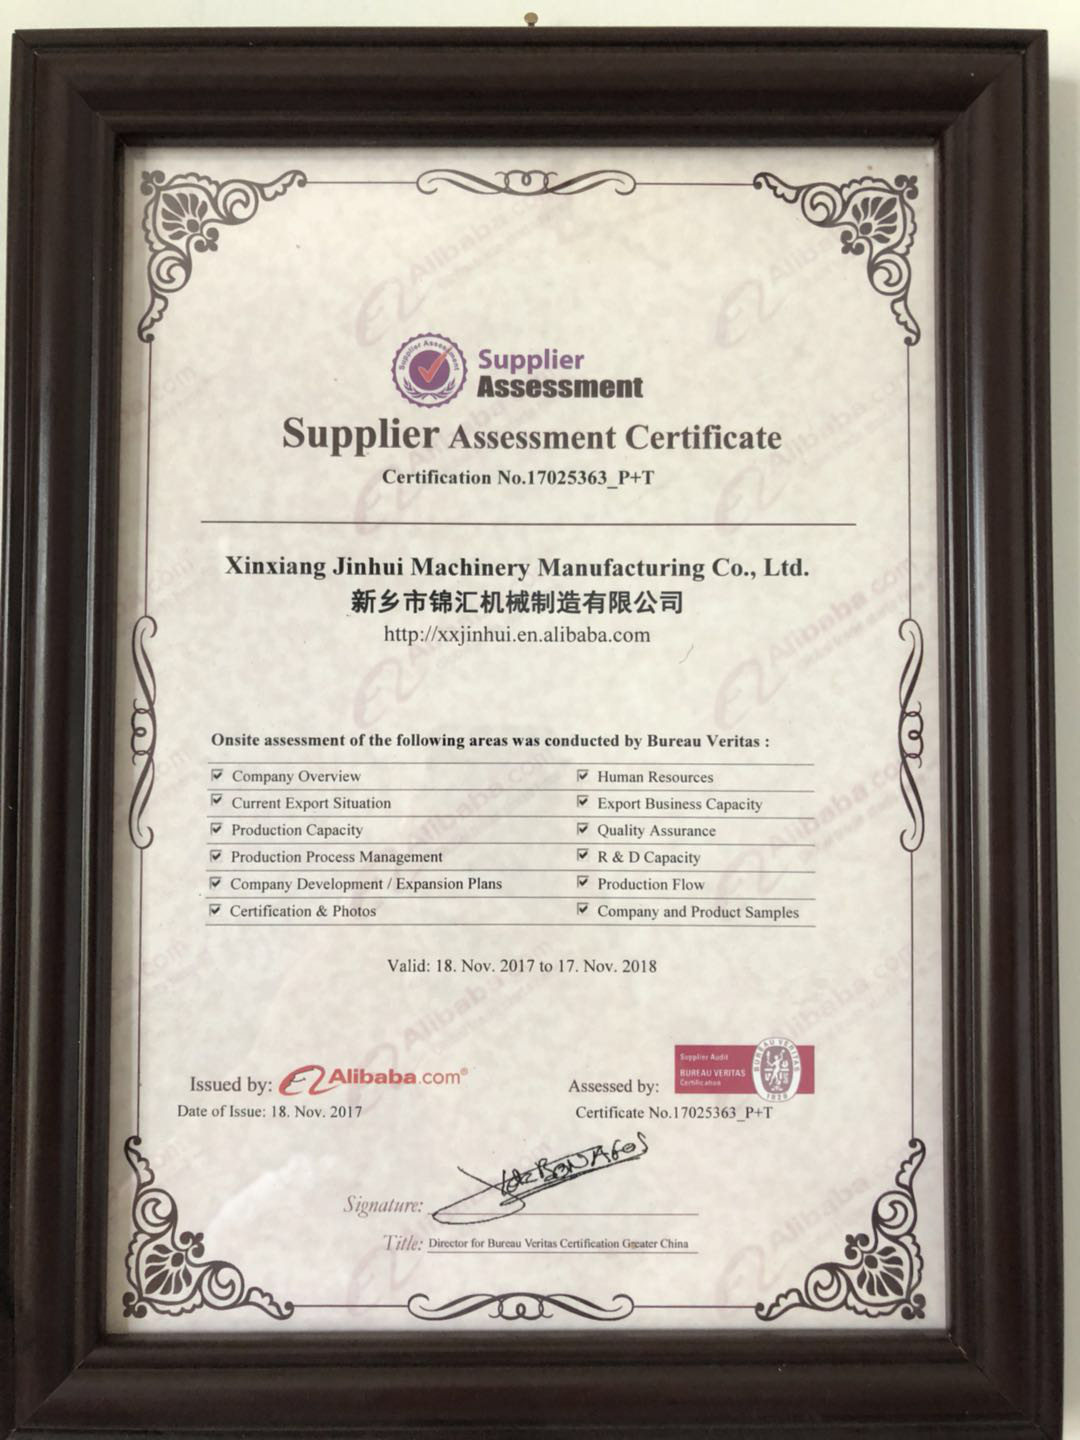 Supplier Assessment
Supplier
Assessment
Supplier Assessment Certificate
Certification No.17025363_P+T
Xinxiang Jinhui Machinery Manufacturing Co., Ltd.
新乡市锦汇机械制造有限公司
http://xxjinhui.en.alibaba.com
Onsite assessment of the following areas was conducted by Bureau Veritas :
Company Overview
Human Resources
Current Export Situation
Export Business Capacity
Production Capacity
Quality Assurance
Production Process Management
R & D Capacity
Company Development / Expansion Plans
Production Flow
Certification & Photos
Company and Product Samples
Valid: 18. Nov. 2017 to 17. Nov. 2018
Issued by: Alibaba.com®
Date of Issue: 18. Nov. 2017
Assessed by:
Supplier Audit
BUREAU VERITAS
Certification
BUREAU VERITAS
1828
Certificate No.17025363_P+T
Signature:
Title: Director for Bureau Veritas Certification Greater China